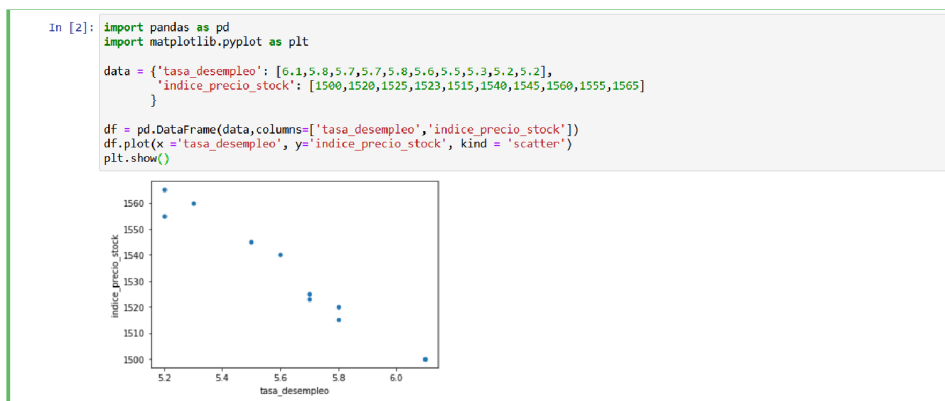 In [2]: import pandas as pd
import matplotlib.pyplot as plt
data = {'tasa_desempleo': [6.1,5.8,5.7,5.7,5.8,5.6,5.5,5.3,5.2,5.2],
'indice_precio_stock': [1500,1520,1525,1523,1515,1540,1545,1560,1555,1565]
}
df = pd.DataFrame(data,columns=['tasa_desempleo','indice_precio_stock'])
df.plot(x ='tasa_desempleo', y='indice_precio_stock', kind = 'scatter')
plt.show()
indice_precio_stock
1560
1550
1540
1530
1520
1510
1500
5.2 5.4 5.6 5.8 6.0
tasa_desempleo